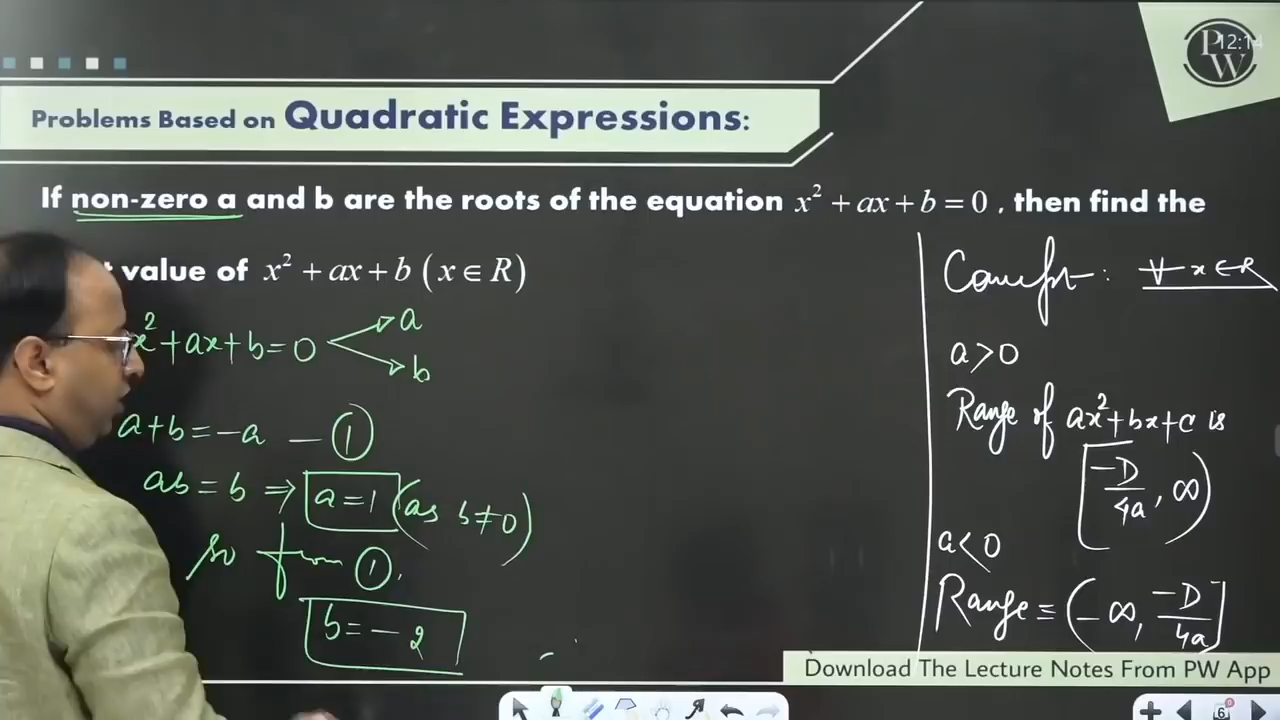 PW
12:14
Problems Based on Quadratic Expressions:
If non-zero a and b are the roots of the equation x² + ax + b = 0 , then find the
value of x² + ax + b (x ∈ R)
x² + ax + b = 0
a
b
a + b = -a — ①
ab = b ⇒ a = 1 (as b ≠ 0)
so from ①,
b = -2
Concept : ∀ x ∈ R
a > 0
Range of ax² + bx + c is
[-D/4a, ∞)
a < 0
Range ≡ (-∞, -D/4a]
Download The Lecture Notes From PW App
6